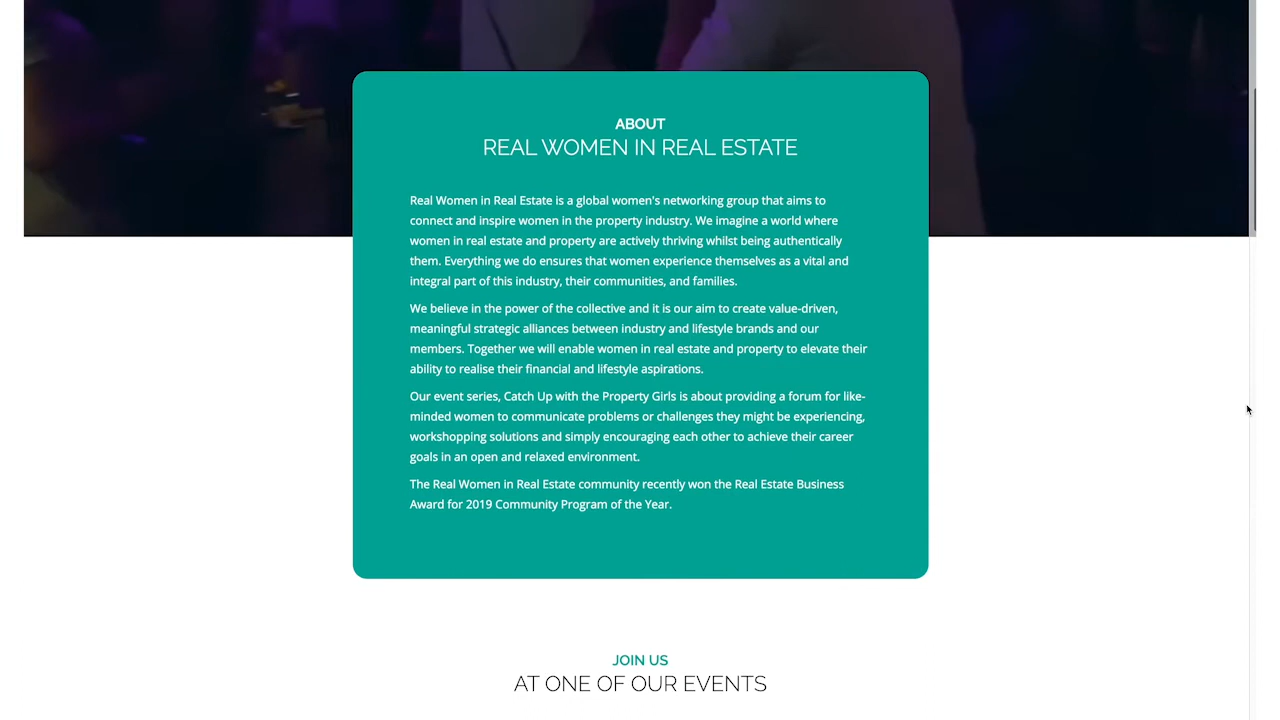 ABOUT
REAL WOMEN IN REAL ESTATE
Real Women in Real Estate is a global women's networking group that aims to
connect and inspire women in the property industry. We imagine a world where
women in real estate and property are actively thriving whilst being authentically
them. Everything we do ensures that women experience themselves as a vital and
integral part of this industry, their communities, and families.
We believe in the power of the collective and it is our aim to create value-driven,
meaningful strategic alliances between industry and lifestyle brands and our
members. Together we will enable women in real estate and property to elevate their
ability to realise their financial and lifestyle aspirations.
Our event series, Catch Up with the Property Girls is about providing a forum for like-
minded women to communicate problems or challenges they might be experiencing,
workshopping solutions and simply encouraging each other to achieve their career
goals in an open and relaxed environment.
The Real Women in Real Estate community recently won the Real Estate Business
Award for 2019 Community Program of the Year.
JOIN US
AT ONE OF OUR EVENTS